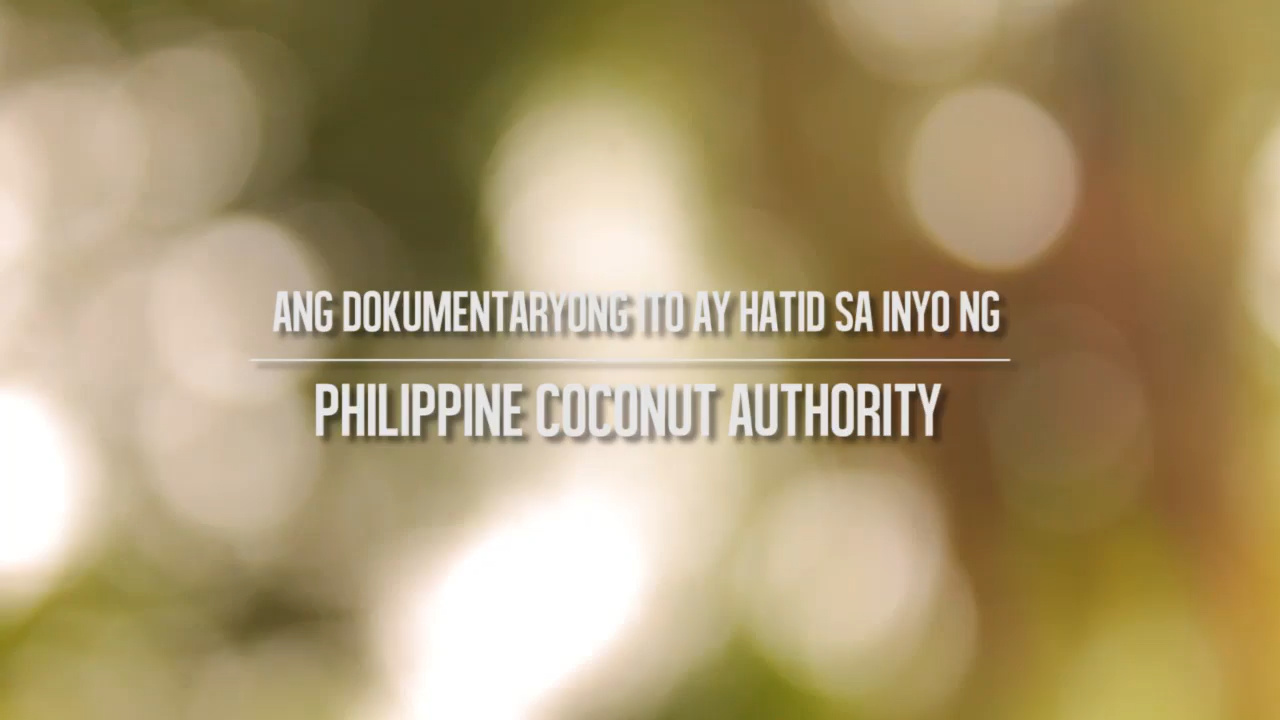 ANG DOKUMENTARYONG ITO AY HATID SA INYO NG
PHILIPPINE COCONUT AUTHORITY